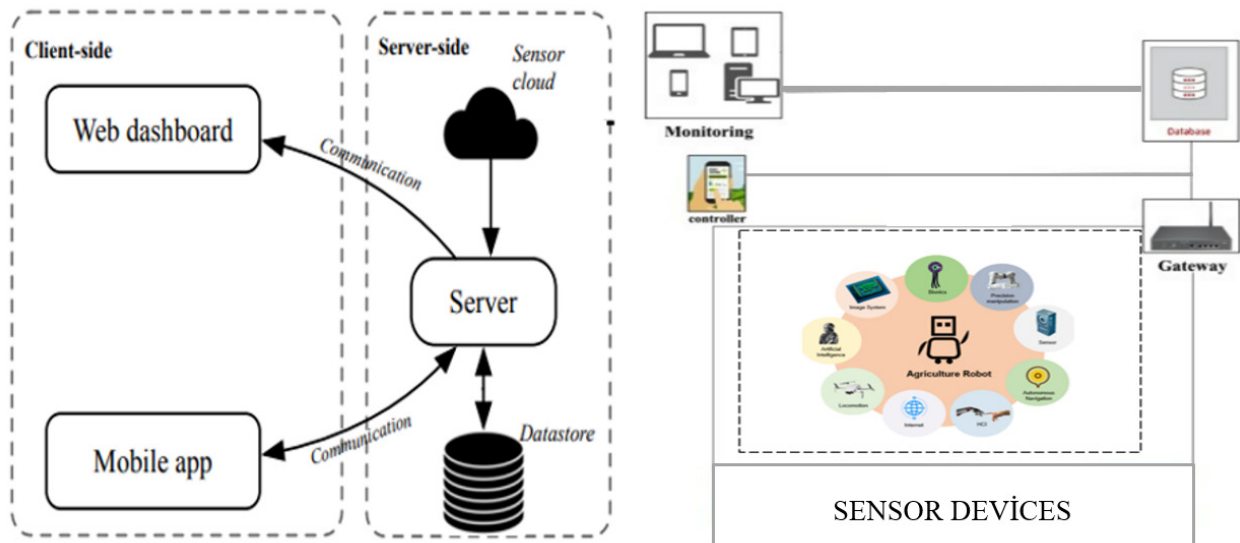 Client-side
Web dashboard
Communication
Mobile app
Communication
Server-side
Sensor
cloud
Server
Datastore
Monitoring
Database
controller
Gateway
Image System
Bionics
Precision
manipulation
Artificial
Intelligence
Sensor
Agriculture Robot
Locomotion
Autonomous
Navigation
Internet
HCI
SENSOR DEVİCES